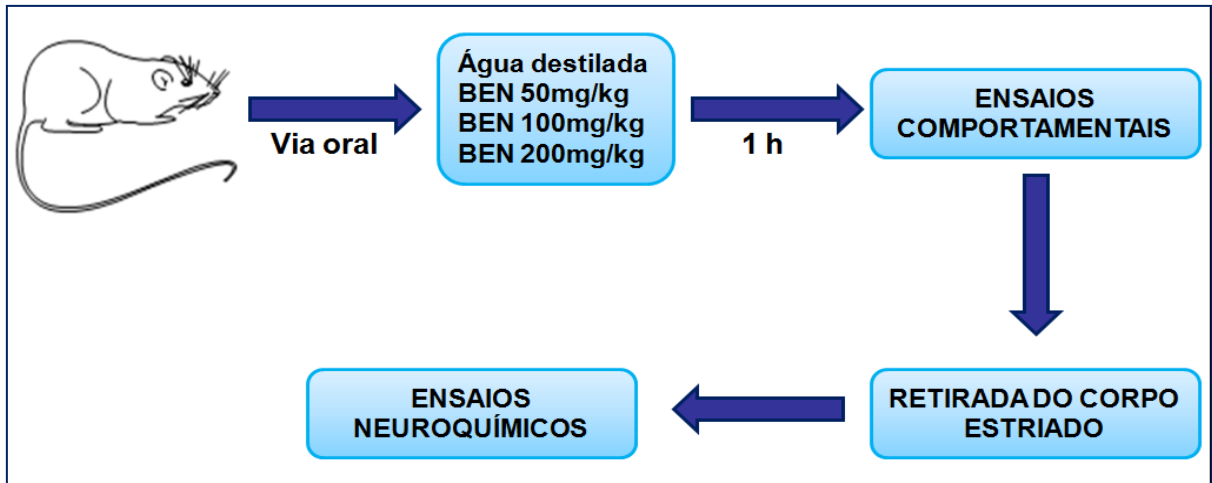 Via oral
Água destilada
BEN 50mg/kg
BEN 100mg/kg
BEN 200mg/kg
1 h
ENSAIOS
COMPORTAMENTAIS
RETIRADA DO CORPO
ESTRIADO
ENSAIOS
NEUROQUÍMICOS